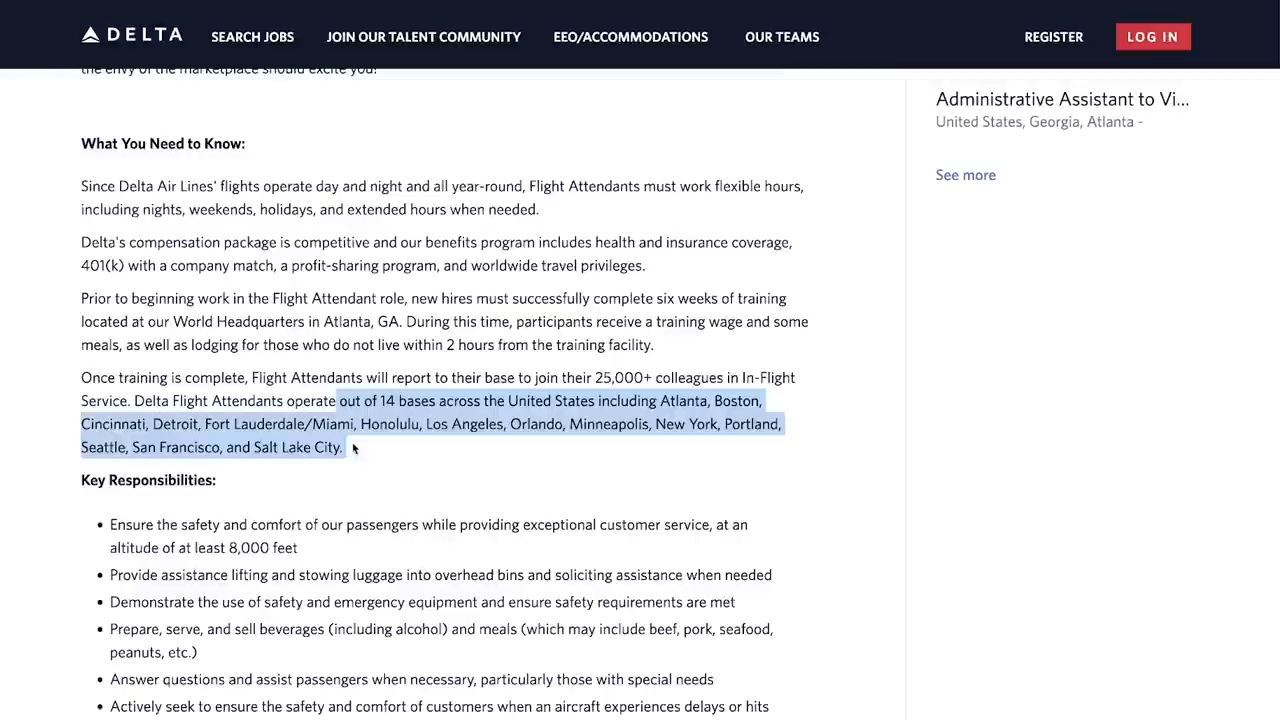 DELTA SEARCH JOBS JOIN OUR TALENT COMMUNITY EEO/ACCOMMODATIONS OUR TEAMS REGISTER LOG IN
the envy of the marketplace should excite you!
Administrative Assistant to Vi...
United States, Georgia, Atlanta -
See more
What You Need to Know:
Since Delta Air Lines' flights operate day and night and all year-round, Flight Attendants must work flexible hours,
including nights, weekends, holidays, and extended hours when needed.
Delta's compensation package is competitive and our benefits program includes health and insurance coverage,
401(k) with a company match, a profit-sharing program, and worldwide travel privileges.
Prior to beginning work in the Flight Attendant role, new hires must successfully complete six weeks of training
located at our World Headquarters in Atlanta, GA. During this time, participants receive a training wage and some
meals, as well as lodging for those who do not live within 2 hours from the training facility.
Once training is complete, Flight Attendants will report to their base to join their 25,000+ colleagues in In-Flight
Service. Delta Flight Attendants operate out of 14 bases across the United States including Atlanta, Boston,
Cincinnati, Detroit, Fort Lauderdale/Miami, Honolulu, Los Angeles, Orlando, Minneapolis, New York, Portland,
Seattle, San Francisco, and Salt Lake City.
Key Responsibilities:
• Ensure the safety and comfort of our passengers while providing exceptional customer service, at an
altitude of at least 8,000 feet
• Provide assistance lifting and stowing luggage into overhead bins and soliciting assistance when needed
• Demonstrate the use of safety and emergency equipment and ensure safety requirements are met
• Prepare, serve, and sell beverages (including alcohol) and meals (which may include beef, pork, seafood,
peanuts, etc.)
• Answer questions and assist passengers when necessary, particularly those with special needs
• Actively seek to ensure the safety and comfort of customers when an aircraft experiences delays or hits